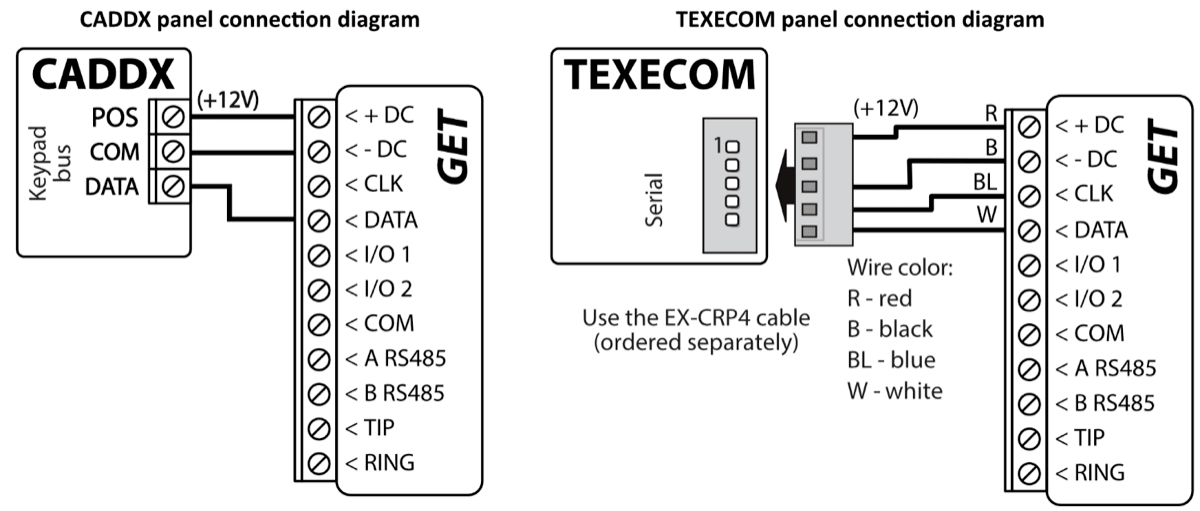 CADDX panel connection diagram
CADDX
Keypad
bus
POS
COM
DATA
(+12V)
GET
< + DC
< - DC
< CLK
< DATA
< I/O 1
< I/O 2
< COM
< A RS485
< B RS485
< TIP
< RING
TEXECOM panel connection diagram
TEXECOM
Serial
1
(+12V)
R
B
BL
W
Use the EX-CRP4 cable
(ordered separately)
Wire color:
R - red
B - black
BL - blue
W - white
GET
< + DC
< - DC
< CLK
< DATA
< I/O 1
< I/O 2
< COM
< A RS485
< B RS485
< TIP
< RING